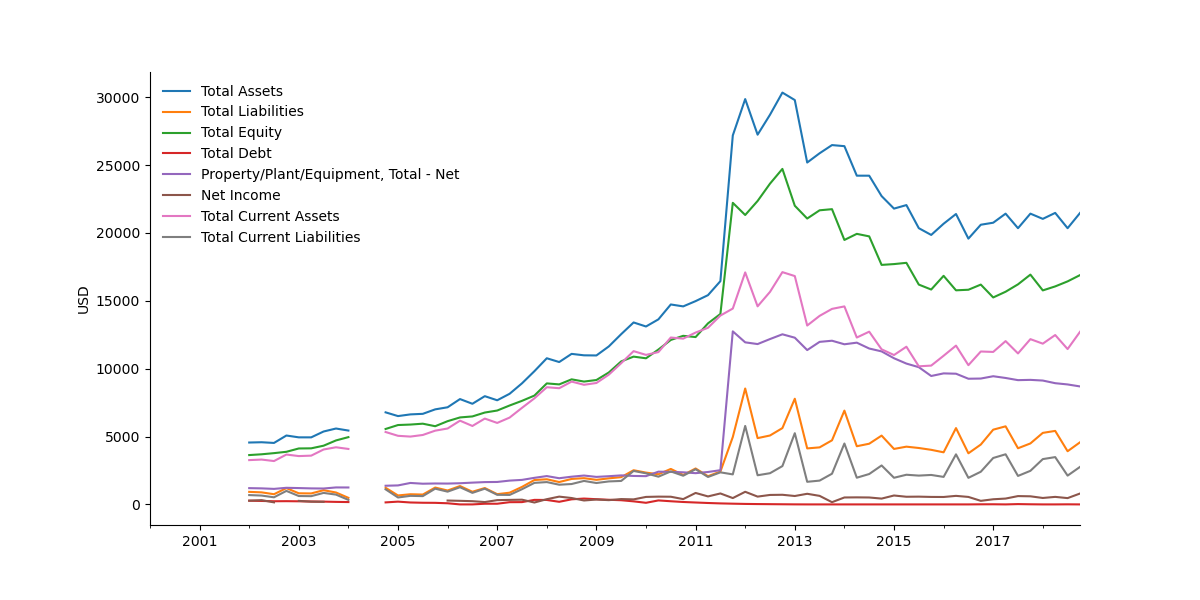 30000
25000
20000
15000
10000
5000
0
USD
Total Assets
Total Liabilities
Total Equity
Total Debt
Property/Plant/Equipment, Total - Net
Net Income
Total Current Assets
Total Current Liabilities
2001 2003 2005 2007 2009 2011 2013 2015 2017